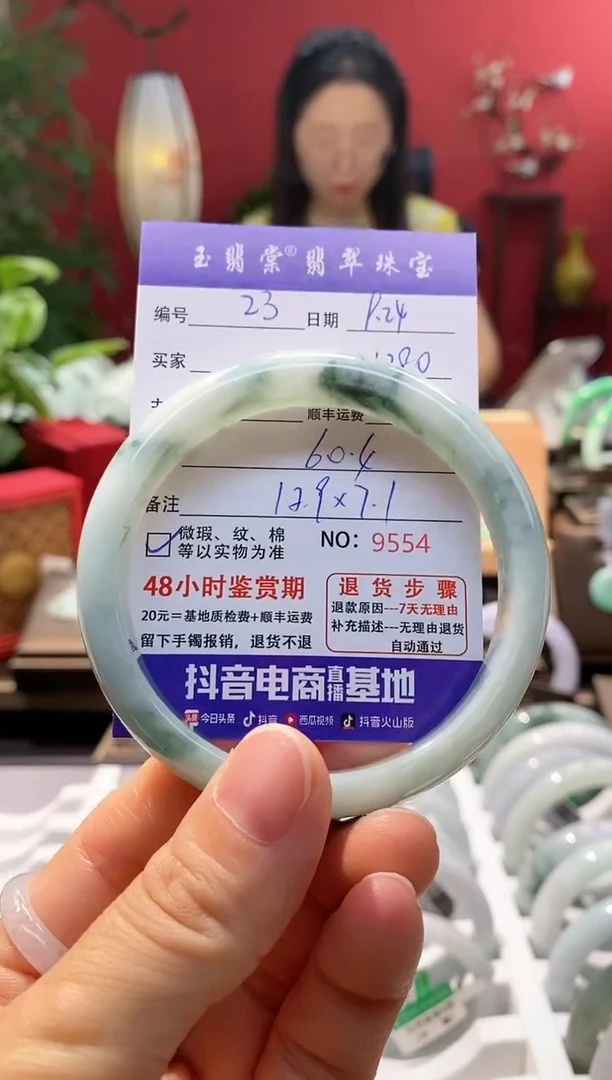 玉翡棠®翡翠珠宝
编号 23 日期 9.24
买家 1280
顺丰运费
60.4
备注 12.9×7.1
微瑕、纹、棉
等以实物为准
NO: 9554
48小时鉴赏期
20元=基地质检费+顺丰运费
留下手镯报销，退货不退
退货步骤
退款原因---7天无理由
补充描述---无理由退货
自动通过
抖音电商直播基地
头条 今日头条 抖音 西瓜视频 抖音火山版